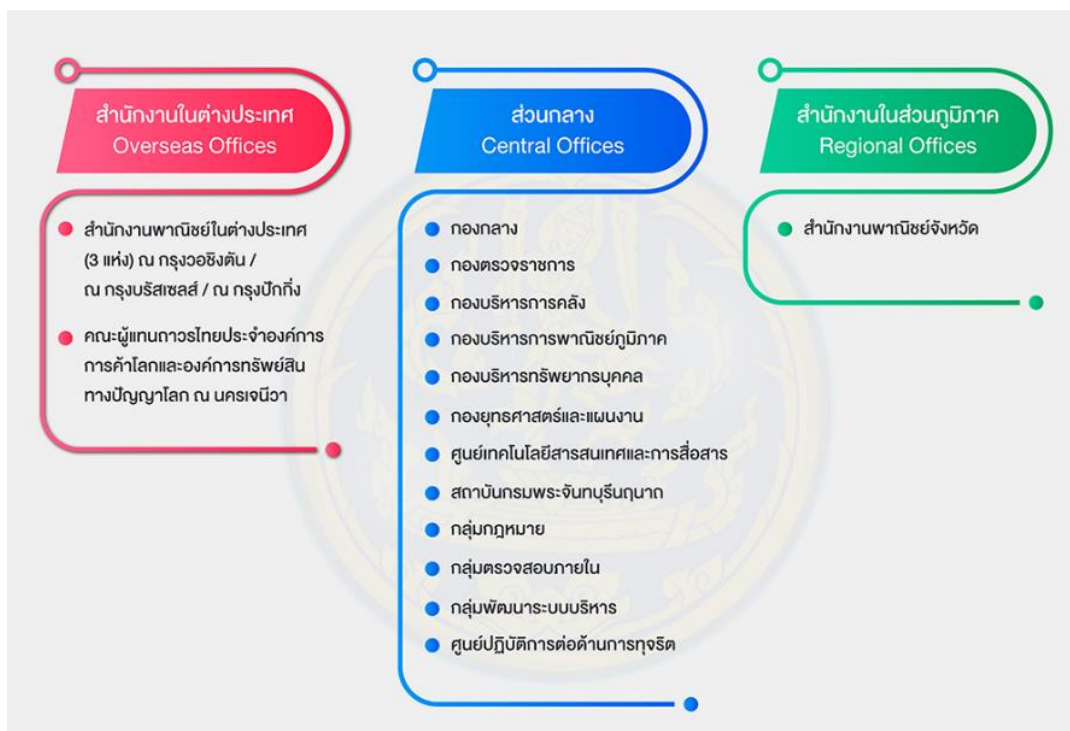 สำนักงานในต่างประเทศ
Overseas Offices
สำนักงานพาณิชย์ในต่างประเทศ
(3 แห่ง) ณ กรุงวอชิงตัน /
ณ กรุงบรัสเซลส์ / ณ กรุงปักกิ่ง
คณะผู้แทนถาวรไทยประจำองค์การ
การค้าโลกและองค์การทรัพย์สิน
ทางปัญญาโลก ณ นครเจนีวา
ส่วนกลาง
Central Offices
กองกลาง
กองตรวจราชการ
กองบริหารการคลัง
กองบริหารการพาณิชย์ภูมิภาค
กองบริหารทรัพยากรบุคคล
กองยุทธศาสตร์และแผนงาน
ศูนย์เทคโนโลยีสารสนเทศและการสื่อสาร
สถาบันกรมพระจันทบุรีนฤนาถ
กลุ่มกฎหมาย
กลุ่มตรวจสอบภายใน
กลุ่มพัฒนาระบบบริหาร
ศูนย์ปฏิบัติการต่อต้านการทุจริต
สำนักงานในส่วนภูมิภาค
Regional Offices
สำนักงานพาณิชย์จังหวัด